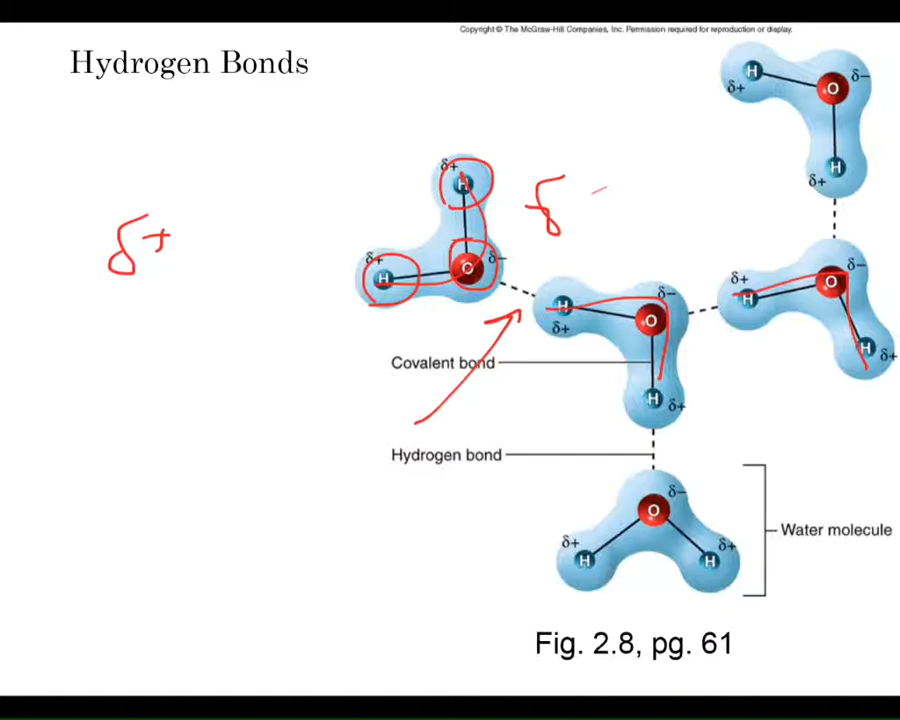 Copyright © The McGraw-Hill Companies, Inc. Permission required for reproduction or display.
Hydrogen Bonds
H
δ+
O
δ−
H
δ+
δ+
H
δ−
δ+
δ+
H
O
δ−
H
δ+
O
δ−
H
δ+
δ+
H
O
δ−
H
δ+
Covalent bond
Hydrogen bond
O
δ−
δ+
H
δ+
H
Water molecule
Fig. 2.8, pg. 61